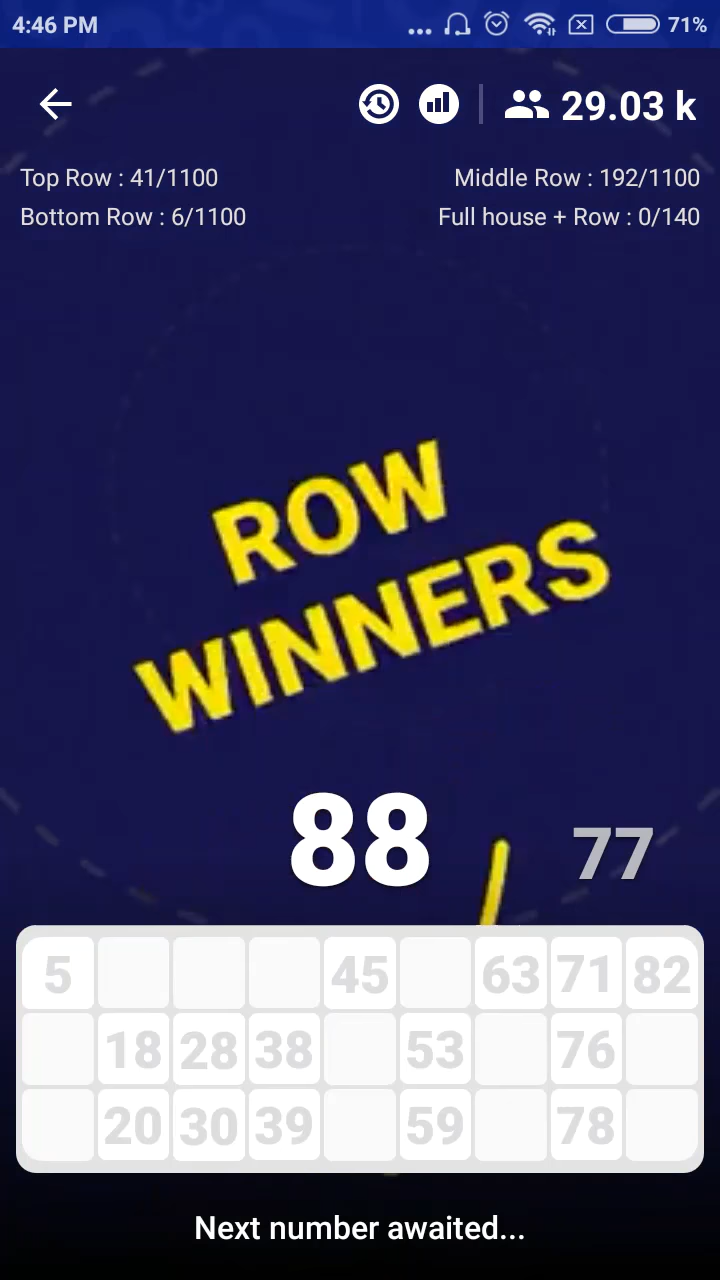 4:46 PM
71%
29.03 k
Top Row : 41/1100
Middle Row : 192/1100
Bottom Row : 6/1100
Full house + Row : 0/140
ROW
WINNERS
88
77
5 45 63 71 82
18 28 38 53 76
20 30 39 59 78
Next number awaited...